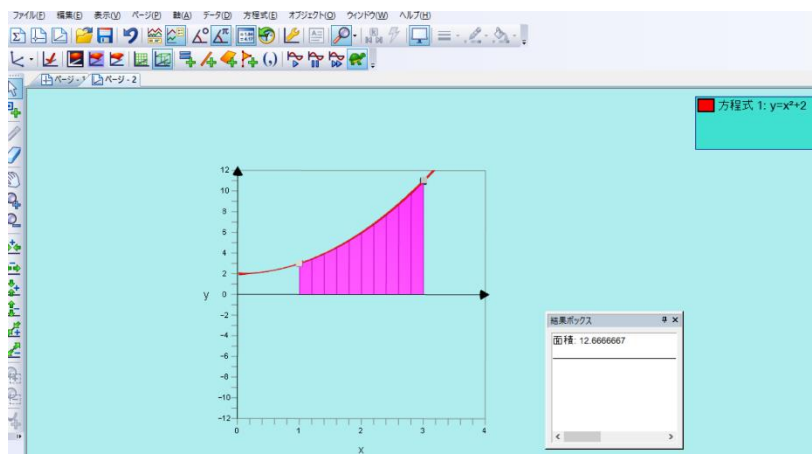 ファイル(F) 編集(E) 表示(V) ページ(P) 軸(A) データ(D) 方程式(E) オブジェクト(O) ウィンドウ(W) ヘルプ(H)
ページ - 1 ページ - 2
方程式 1: y=x²+2
12
10
8
6
4
2
y 0
-2
-4
-6
-8
-10
-12
0 1 2 3 4
x
結果ボックス
面積: 12.6666667